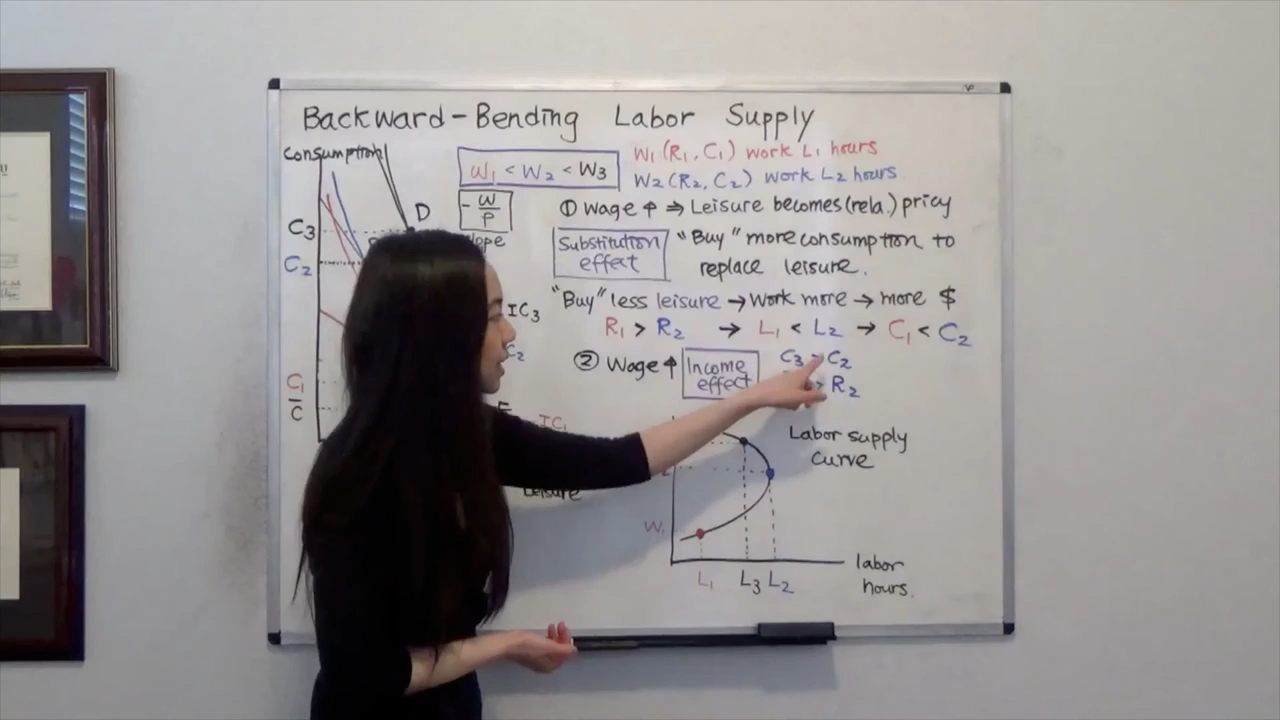 Backward-Bending Labor Supply
consumption
W1 < W2 < W3
W1 (R1, C1) work L1 hours
W2 (R2, C2) work L2 hours
- W/P
① Wage ↑ ⇒ Leisure becomes (rela.) pricy
D
C3
Substitution effect
"Buy" more consumption to
replace leisure.
C2
"Buy" less leisure → Work more → more $
IC3
R1 > R2 → L1 < L2 → C1 < C2
② Wage ↑
Income effect
C3 > C2
> R2
C1
C
IC1
Labor supply
curve
Leisure
W1
labor
hours.
L1 L3 L2